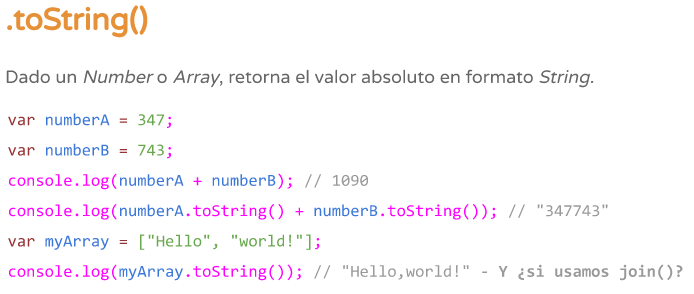 .toString()
Dado un Number o Array, retorna el valor absoluto en formato String.
var numberA = 347;
var numberB = 743;
console.log(numberA + numberB); // 1090
console.log(numberA.toString() + numberB.toString()); // "347743"
var myArray = ["Hello", "world!"];
console.log(myArray.toString()); // "Hello,world!" - Y ¿si usamos join()?